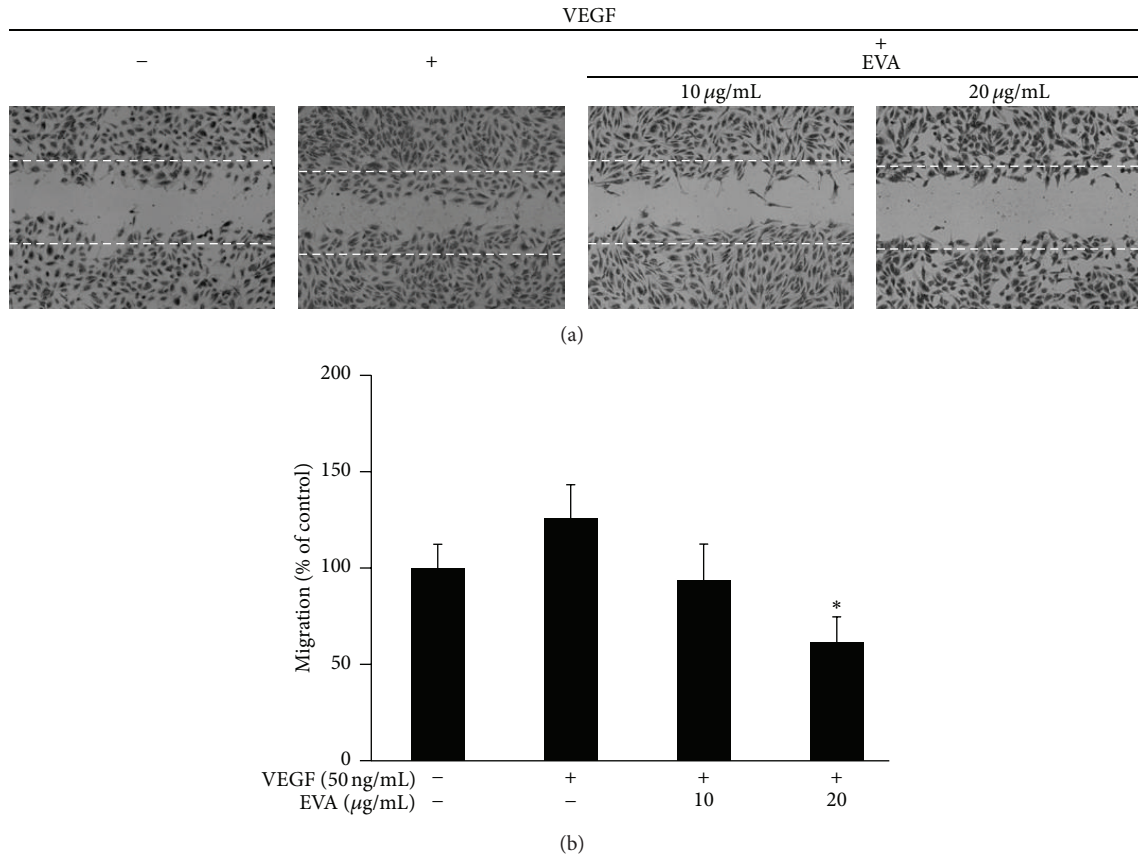 VEGF
− +
+
EVA
10 μg/mL 20 μg/mL
(a)
200
150
100
50
0
Migration (% of control)
*
VEGF (50 ng/mL) − + + +
EVA (μg/mL) − − 10 20
(b)